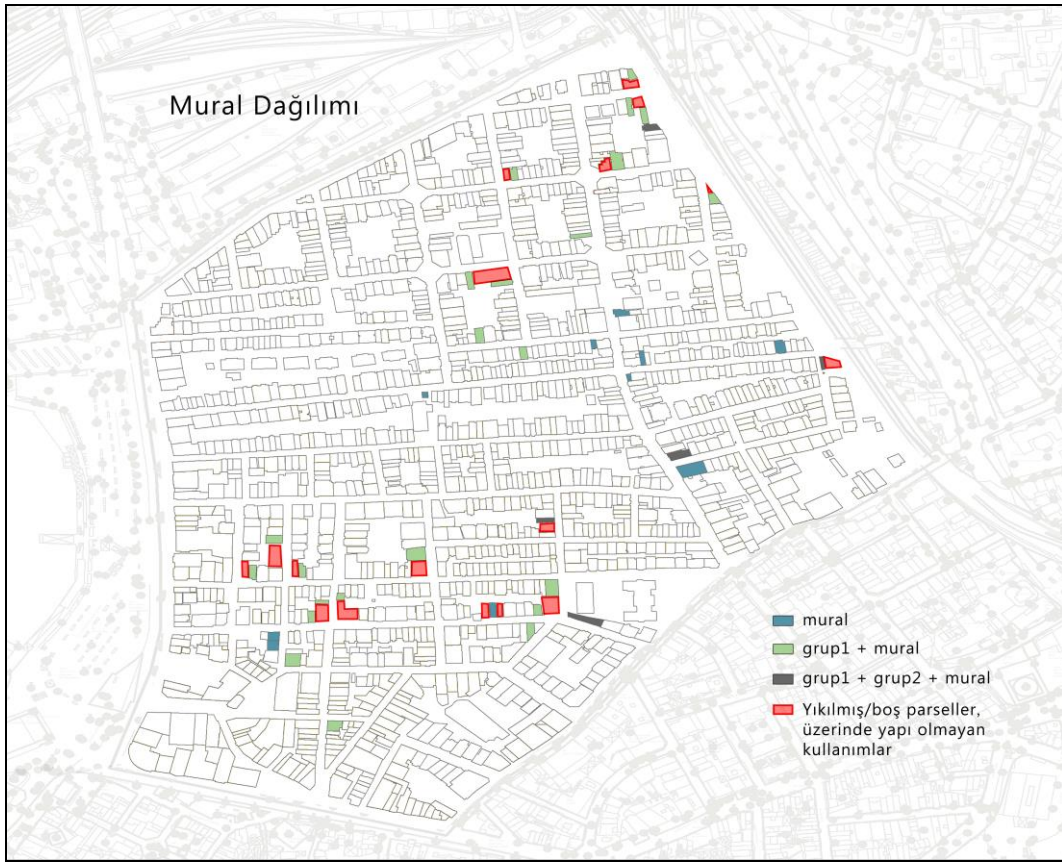 Mural Dağılımı
mural
grup1 + mural
grup1 + grup2 + mural
Yıkılmış/boş parseller,
üzerinde yapı olmayan
kullanımlar